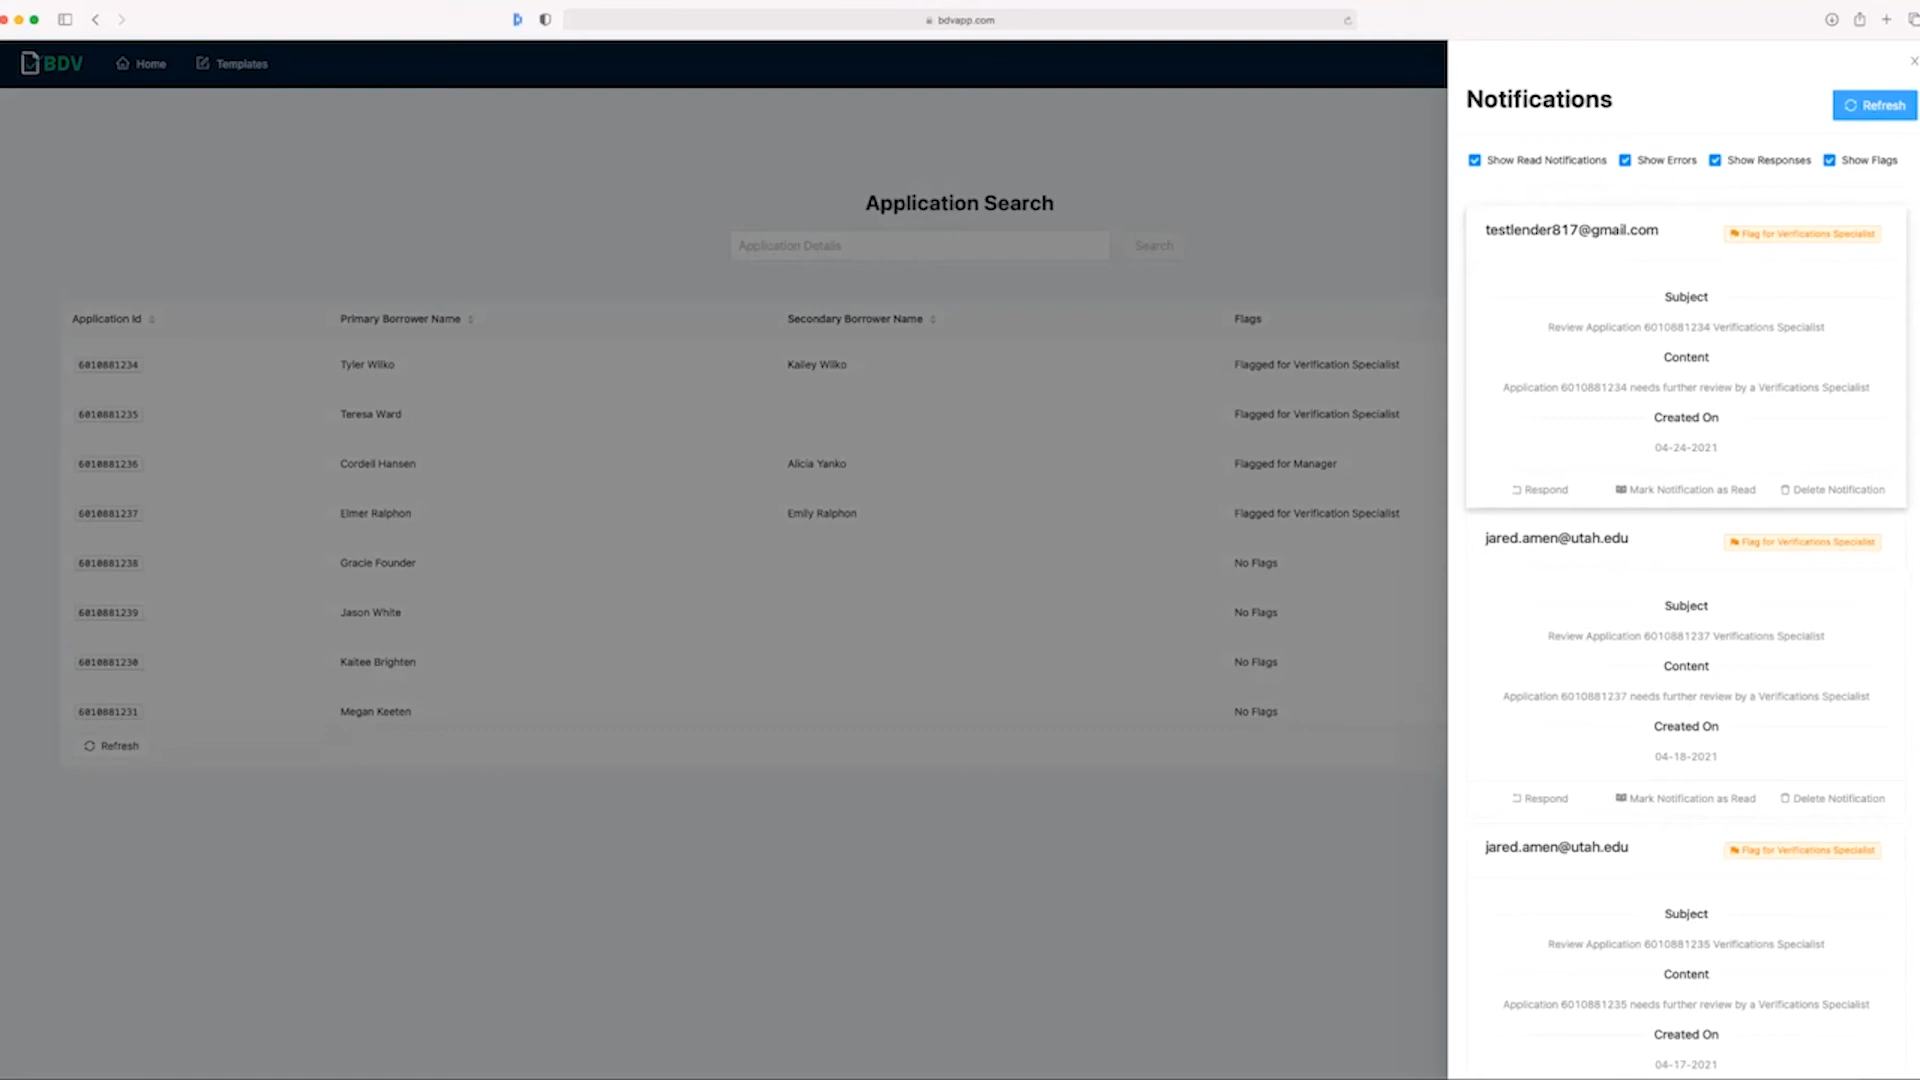 bdvapp.com
BDV
Home
Templates
Application Search
Application Details
Search
Application Id
Primary Borrower Name
Secondary Borrower Name
Flags
6010881234
Tyler Wilko
Kailey Wilko
Flagged for Verification Specialist
6010881235
Teresa Ward
Flagged for Verification Specialist
6010881236
Cordell Hansen
Alicia Yanko
Flagged for Manager
6010881237
Elmer Ralphon
Emily Ralphon
Flagged for Verification Specialist
6010881238
Gracie Founder
No Flags
6010881239
Jason White
No Flags
6010881230
Kaitee Brighten
No Flags
6010881231
Megan Keeten
No Flags
Refresh
Notifications
Refresh
Show Read Notifications
Show Errors
Show Responses
Show Flags
testlender817@gmail.com
Flag for Verifications Specialist
Subject
Review Application 6010881234 Verifications Specialist
Content
Application 6010881234 needs further review by a Verifications Specialist
Created On
04-24-2021
Respond
Mark Notification as Read
Delete Notification
jared.amen@utah.edu
Flag for Verifications Specialist
Subject
Review Application 6010881237 Verifications Specialist
Content
Application 6010881237 needs further review by a Verifications Specialist
Created On
04-18-2021
Respond
Mark Notification as Read
Delete Notification
jared.amen@utah.edu
Flag for Verifications Specialist
Subject
Review Application 6010881235 Verifications Specialist
Content
Application 6010881235 needs further review by a Verifications Specialist
Created On
04-17-2021